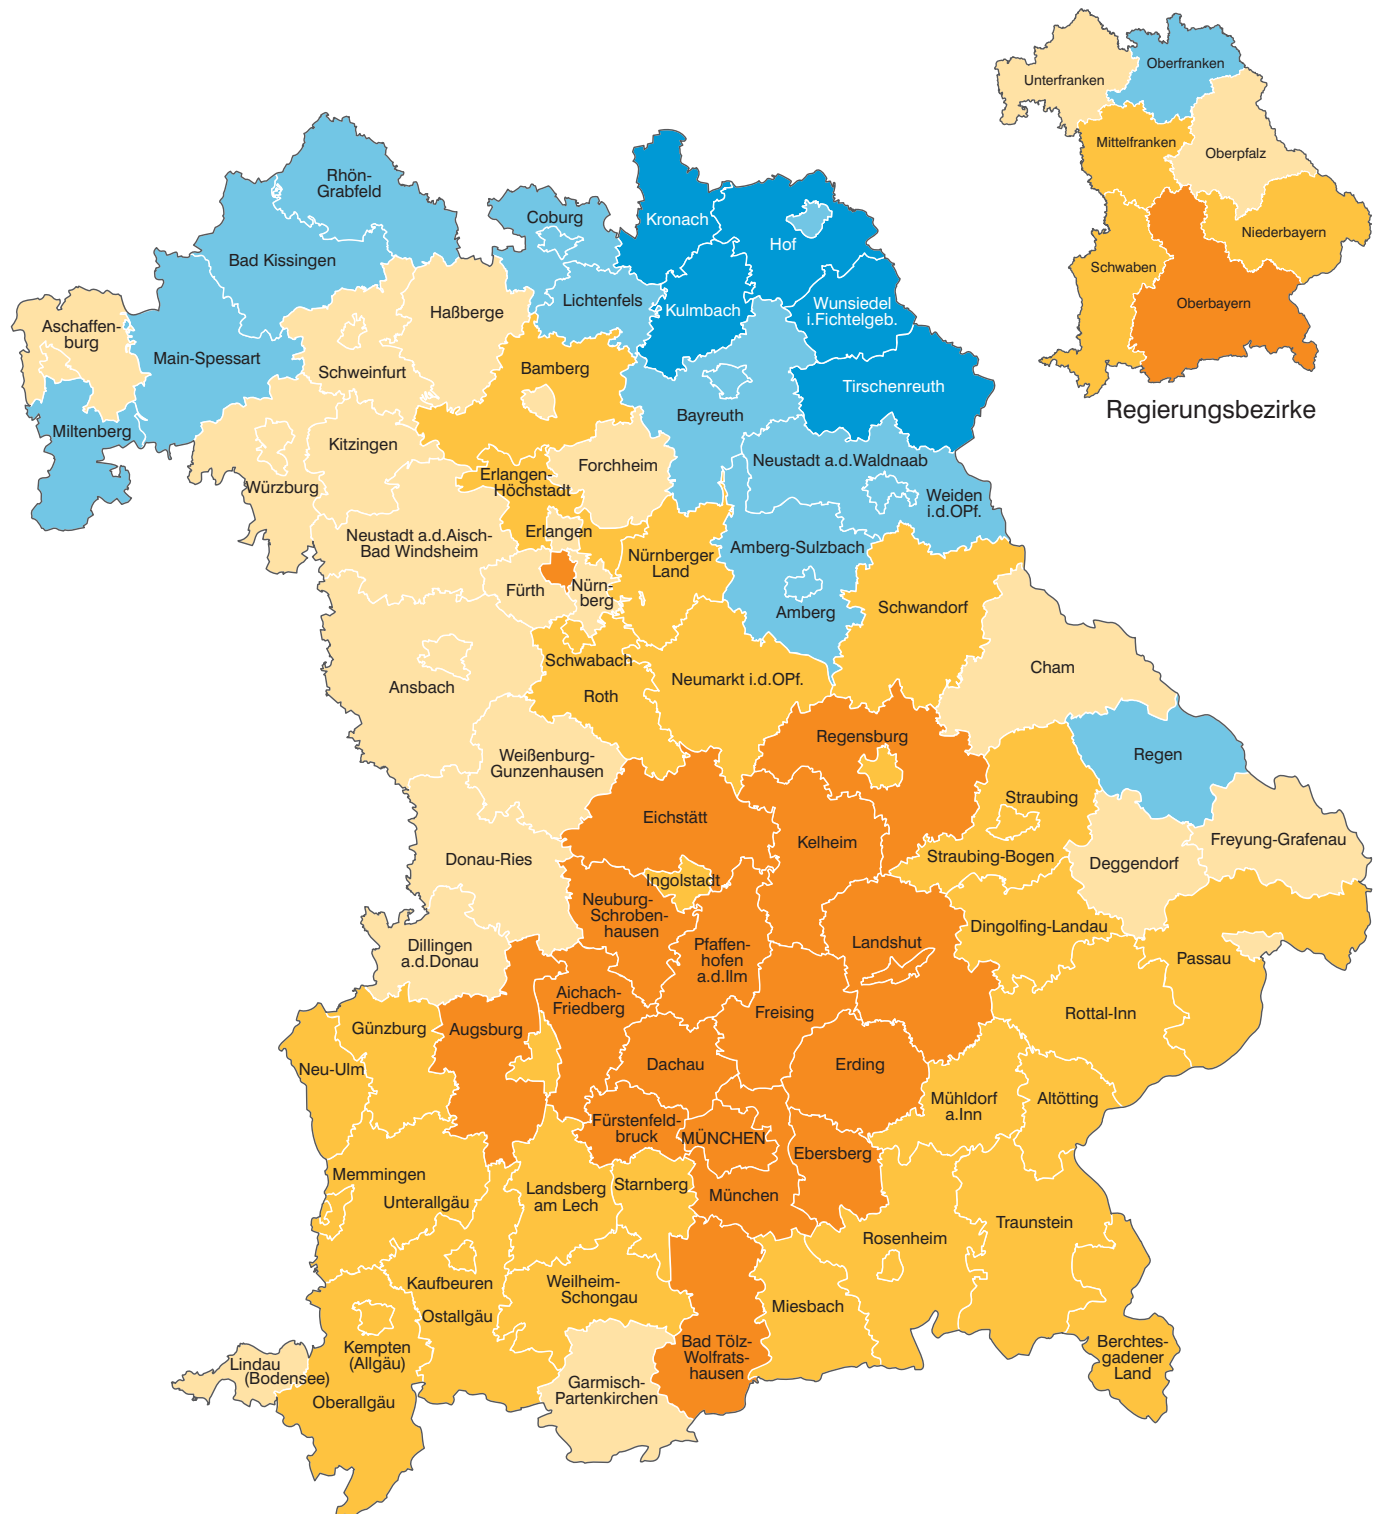 Unterfranken
Oberfranken
Mittelfranken
Oberpfalz
Niederbayern
Schwaben
Oberbayern
Regierungsbezirke
Rhön-
Grabfeld
Bad Kissingen
Coburg
Kronach
Hof
Lichtenfels
Kulmbach
Wunsiedel
i.Fichtelgeb.
Aschaffen-
burg
Main-Spessart
Haßberge
Schweinfurt
Bamberg
Tirschenreuth
Miltenberg
Bayreuth
Kitzingen
Würzburg
Forchheim
Erlangen-
Höchstadt
Neustadt a.d.Waldnaab
Weiden
i.d.OPf.
Erlangen
Neustadt a.d.Aisch-
Bad Windsheim
Nürnberger
Land
Amberg-Sulzbach
Fürth
Nürn-
berg
Amberg
Schwandorf
Schwabach
Roth
Neumarkt i.d.OPf.
Cham
Ansbach
Regensburg
Regen
Weißenburg-
Gunzenhausen
Straubing
Eichstätt
Kelheim
Freyung-Grafenau
Straubing-Bogen
Deggendorf
Donau-Ries
Ingolstadt
Neuburg-
Schroben-
hausen
Dingolfing-Landau
Dillingen
a.d.Donau
Pfaffen-
hofen
a.d.Ilm
Landshut
Passau
Aichach-
Friedberg
Freising
Rottal-Inn
Günzburg
Augsburg
Neu-Ulm
Dachau
Erding
Mühldorf
a.Inn
Altötting
Fürstenfeld-
bruck
MÜNCHEN
Ebersberg
Memmingen
Unterallgäu
Landsberg
am Lech
Starnberg
München
Traunstein
Rosenheim
Kaufbeuren
Ostallgäu
Weilheim-
Schongau
Miesbach
Kempten
(Allgäu)
Bad Tölz-
Wolfrats-
hausen
Berchtes-
gadener
Land
Lindau
(Bodensee)
Oberallgäu
Garmisch-
Partenkirchen